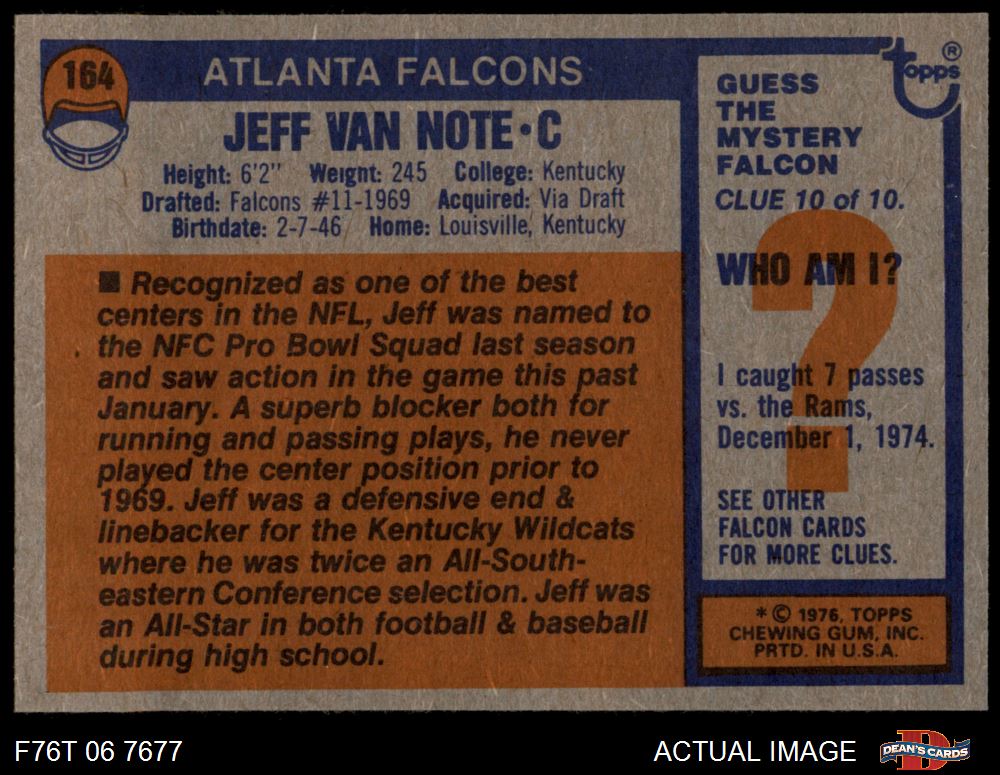 164
ATLANTA FALCONS
JEFF VAN NOTE•C
Height: 6'2" Weight: 245 College: Kentucky
Drafted: Falcons #11-1969 Acquired: Via Draft
Birthdate: 2-7-46 Home: Louisville, Kentucky
■ Recognized as one of the best
centers in the NFL, Jeff was named to
the NFC Pro Bowl Squad last season
and saw action in the game this past
January. A superb blocker both for
running and passing plays, he never
played the center position prior to
1969. Jeff was a defensive end &
linebacker for the Kentucky Wildcats
where he was twice an All-South-
eastern Conference selection. Jeff was
an All-Star in both football & baseball
during high school.
topps®
GUESS
THE
MYSTERY
FALCON
CLUE 10 of 10.
?
WHO AM I?
I caught 7 passes
vs. the Rams,
December 1, 1974.
SEE OTHER
FALCON CARDS
FOR MORE CLUES.
* © 1976, TOPPS
CHEWING GUM, INC.
PRTD. IN U.S.A.
F76T 06 7677
ACTUAL IMAGE
D
DEAN'S CARDS